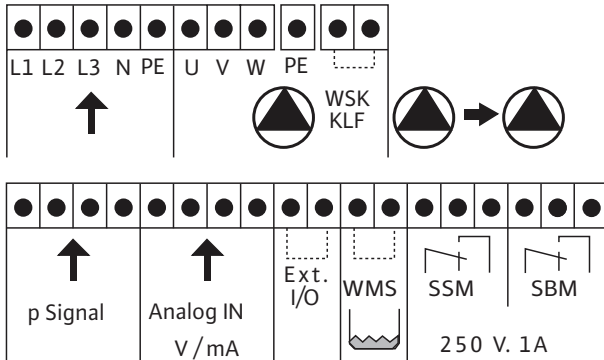 L1 L2 L3 N PE U V W PE
WSK
KLF
p Signal
Analog IN
V/mA
Ext.
I/O
WMS
SSM
SBM
250 V. 1A